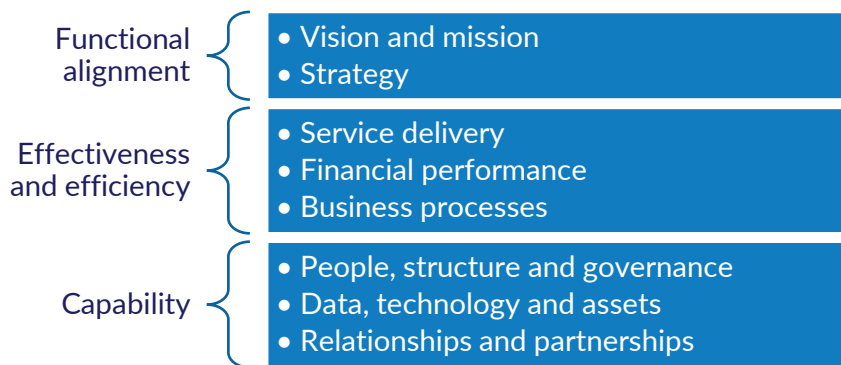 Functional
alignment
• Vision and mission
• Strategy
Effectiveness
and efficiency
• Service delivery
• Financial performance
• Business processes
Capability
• People, structure and governance
• Data, technology and assets
• Relationships and partnerships